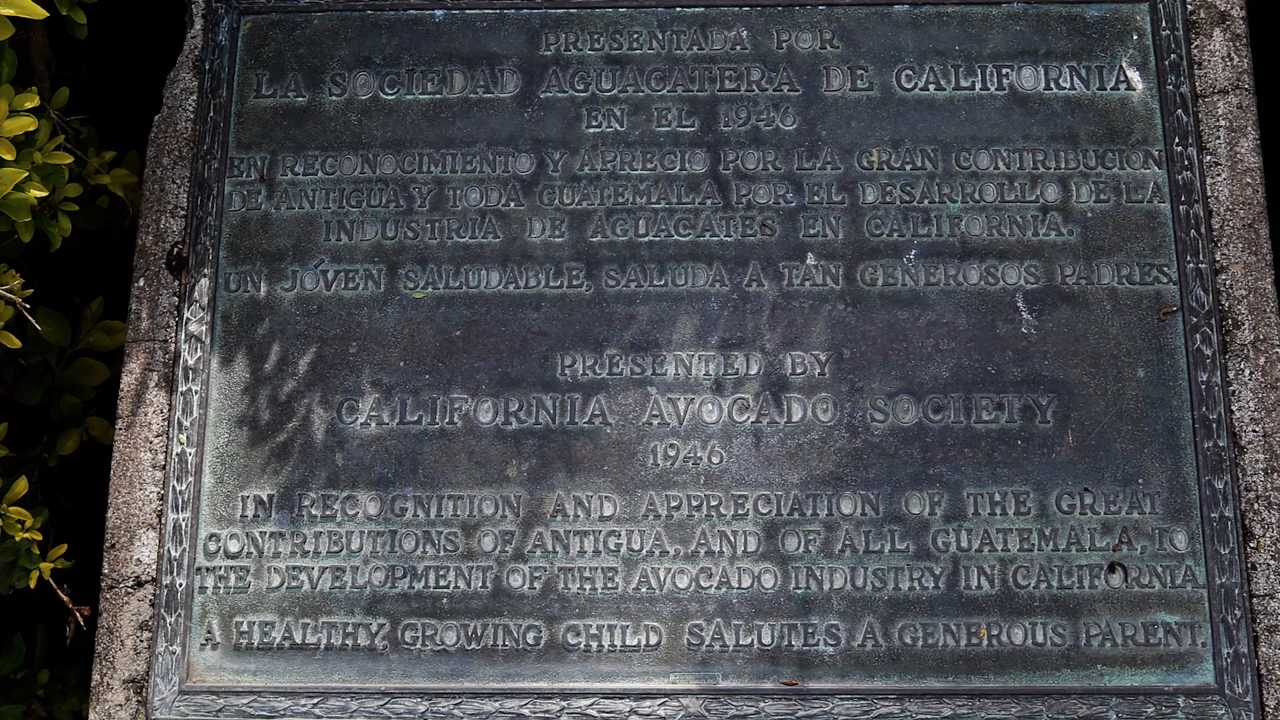 PRESENTADA POR
LA SOCIEDAD AGUACATERA DE CALIFORNIA
EN EL 1946
EN RECONOCIMIENTO Y APRECIO POR LA GRAN CONTRIBUCIÓN
DE ANTIGUA Y TODA GUATEMALA POR EL DESARROLLO DE LA
INDUSTRIA DE AGUACATES EN CALIFORNIA.
UN JÓVEN SALUDABLE, SALUDA A TAN GENEROSOS PADRES.
PRESENTED BY
CALIFORNIA AVOCADO SOCIETY
1946
IN RECOGNITION AND APPRECIATION OF THE GREAT
CONTRIBUTIONS OF ANTIGUA, AND OF ALL GUATEMALA, TO
THE DEVELOPMENT OF THE AVOCADO INDUSTRY IN CALIFORNIA.
A HEALTHY, GROWING CHILD SALUTES A GENEROUS PARENT.